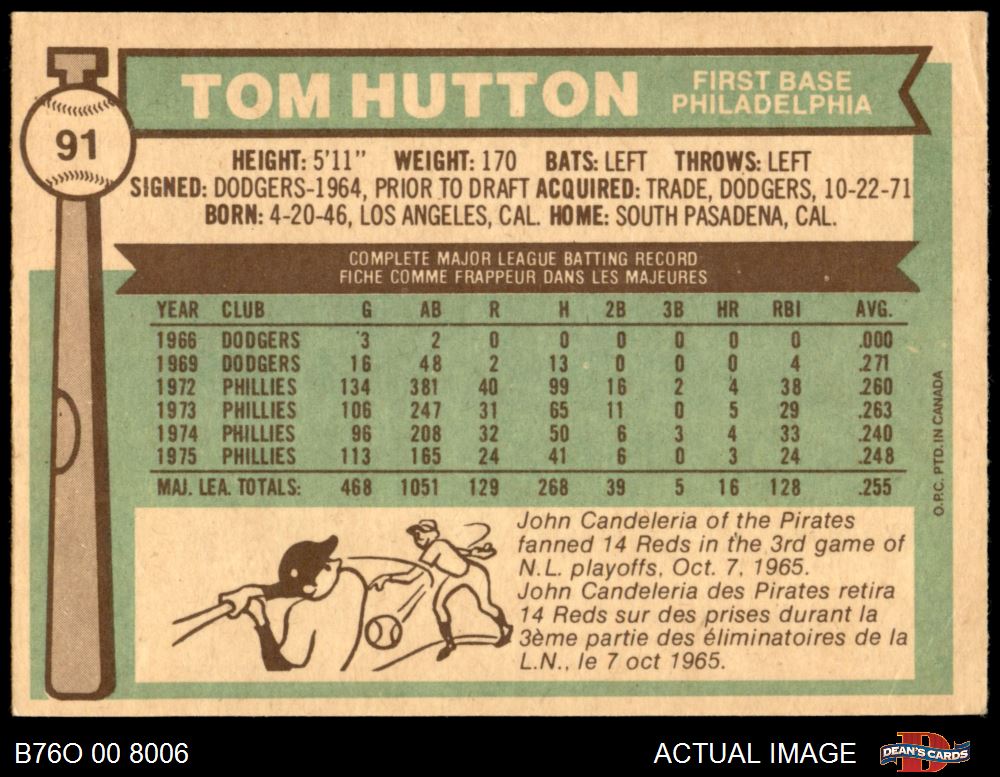 91
TOM HUTTON
FIRST BASE
PHILADELPHIA
HEIGHT: 5'11" WEIGHT: 170 BATS: LEFT THROWS: LEFT
SIGNED: DODGERS-1964, PRIOR TO DRAFT ACQUIRED: TRADE, DODGERS, 10-22-71
BORN: 4-20-46, LOS ANGELES, CAL. HOME: SOUTH PASADENA, CAL.
COMPLETE MAJOR LEAGUE BATTING RECORD
FICHE COMME FRAPPEUR DANS LES MAJEURES
YEAR CLUB G AB R H 2B 3B HR RBI AVG.
1966 DODGERS 3 2 0 0 0 0 0 0 .000
1969 DODGERS 16 48 2 13 0 0 0 4 .271
1972 PHILLIES 134 381 40 99 16 2 4 38 .260
1973 PHILLIES 106 247 31 65 11 0 5 29 .263
1974 PHILLIES 96 208 32 50 6 3 4 33 .240
1975 PHILLIES 113 165 24 41 6 0 3 24 .248
MAJ. LEA. TOTALS: 468 1051 129 268 39 5 16 128 .255
O.P.C. PTD. IN CANADA
John Candeleria of the Pirates
fanned 14 Reds in the 3rd game of
N.L. playoffs, Oct. 7, 1965.
John Candeleria des Pirates retira
14 Reds sur des prises durant la
3ème partie des éliminatoires de la
L.N., le 7 oct 1965.
B76O 00 8006
ACTUAL IMAGE
DEAN'S CARDS